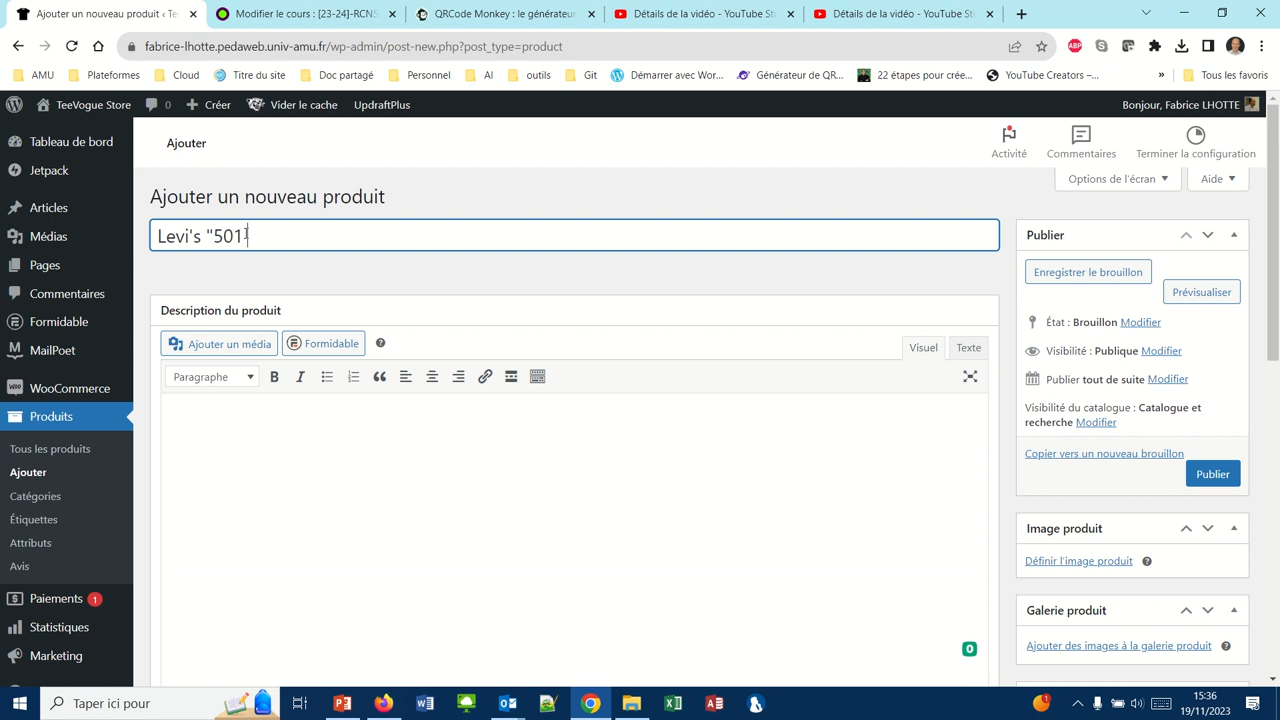 Ajouter un nouveau produit ‹ Te
Modifier le cours : [23-24]-RCNS
QRCode Monkey : le générateur
Détails de la vidéo - YouTube St
Détails de la vidéo - YouTube St
fabrice-lhotte.pedaweb.univ-amu.fr/wp-admin/post-new.php?post_type=product
AMU Plateformes Cloud Titre du site Doc partagé Personnel AI outils Git Démarrer avec Wor... Générateur de QR... 22 étapes pour crée... YouTube Creators –... » Tous les favoris
TeeVogue Store 0 Créer Vider le cache UpdraftPlus Bonjour, Fabrice LHOTTE
Tableau de bord
Jetpack
Articles
Médias
Pages
Commentaires
Formidable
MailPoet
WooCommerce
Produits
Tous les produits
Ajouter
Catégories
Étiquettes
Attributs
Avis
Paiements 1
Statistiques
Marketing
Ajouter
Activité
Commentaires
Terminer la configuration
Options de l'écran
Aide
Ajouter un nouveau produit
Levi's "501
Description du produit
Ajouter un média
Formidable
Visuel
Texte
Paragraphe
Publier
Enregistrer le brouillon
Prévisualiser
État : Brouillon Modifier
Visibilité : Publique Modifier
Publier tout de suite Modifier
Visibilité du catalogue : Catalogue et
recherche Modifier
Copier vers un nouveau brouillon
Publier
Image produit
Définir l'image produit
Galerie produit
Ajouter des images à la galerie produit
Taper ici pour
15:36
19/11/2023